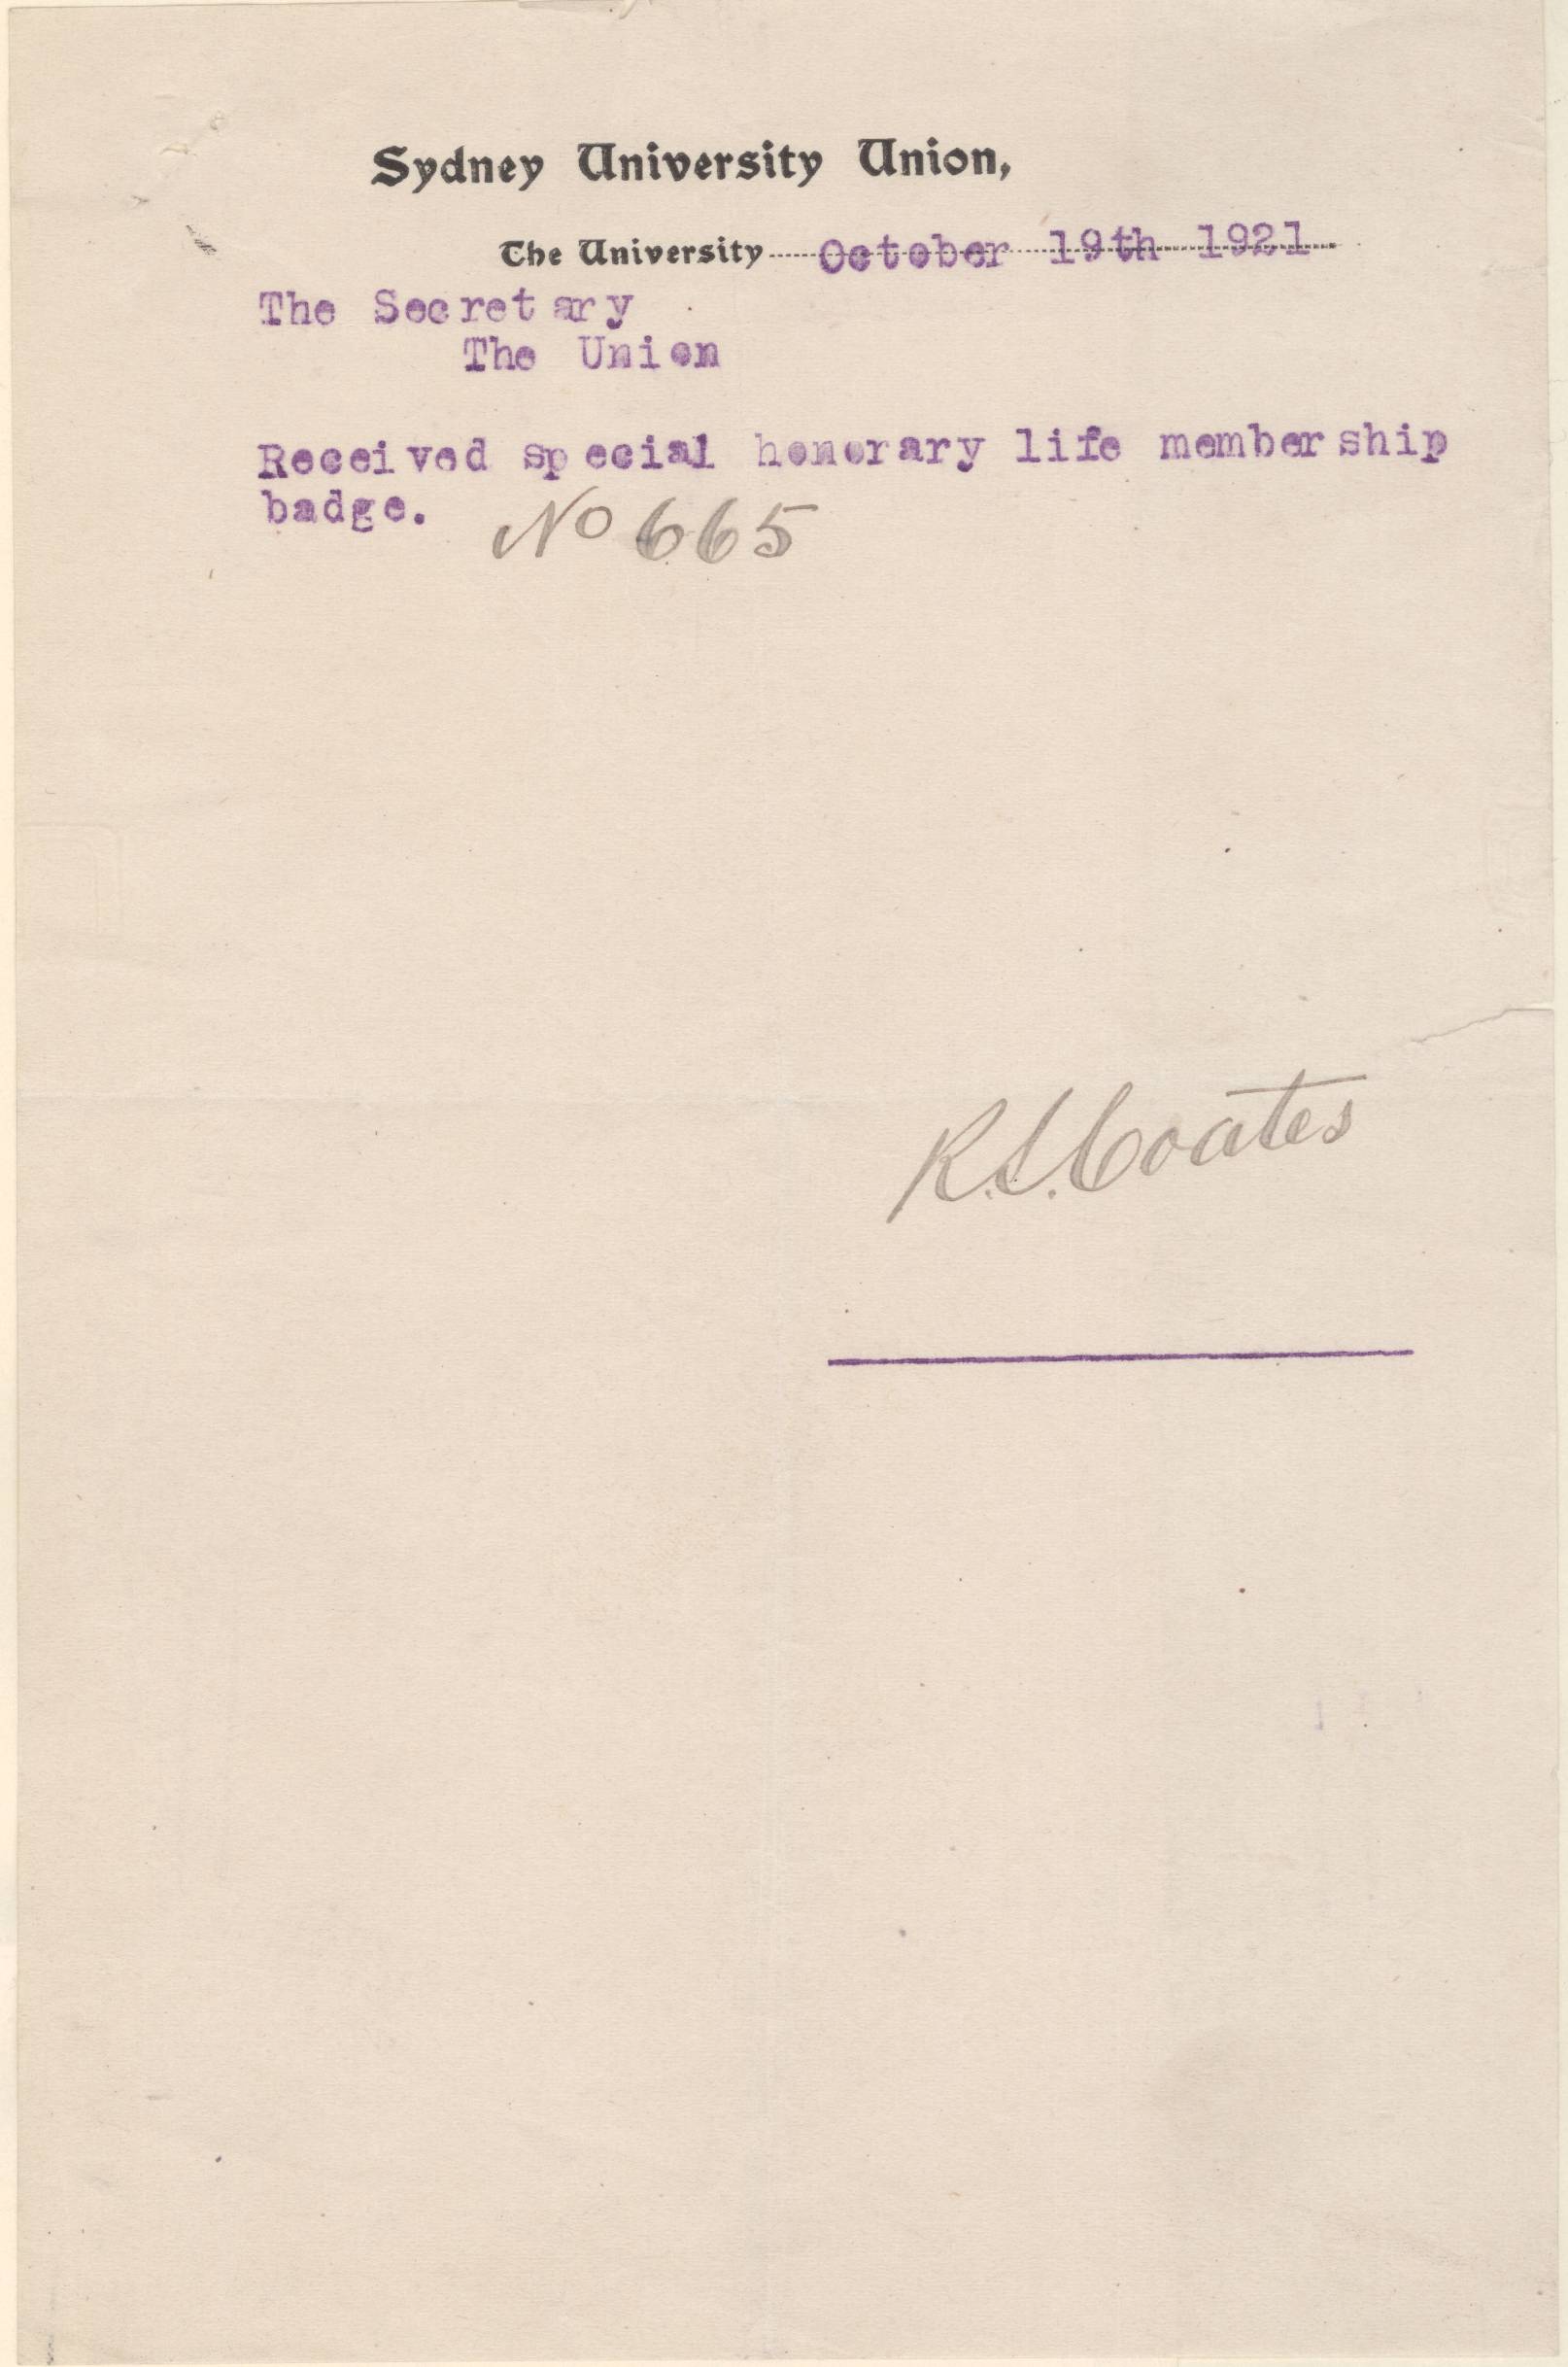 Sydney University Union,
The University October 19th 1921
The Secretary
The Union
Received special honorary life membership
badge. No 665
R.S. Coates